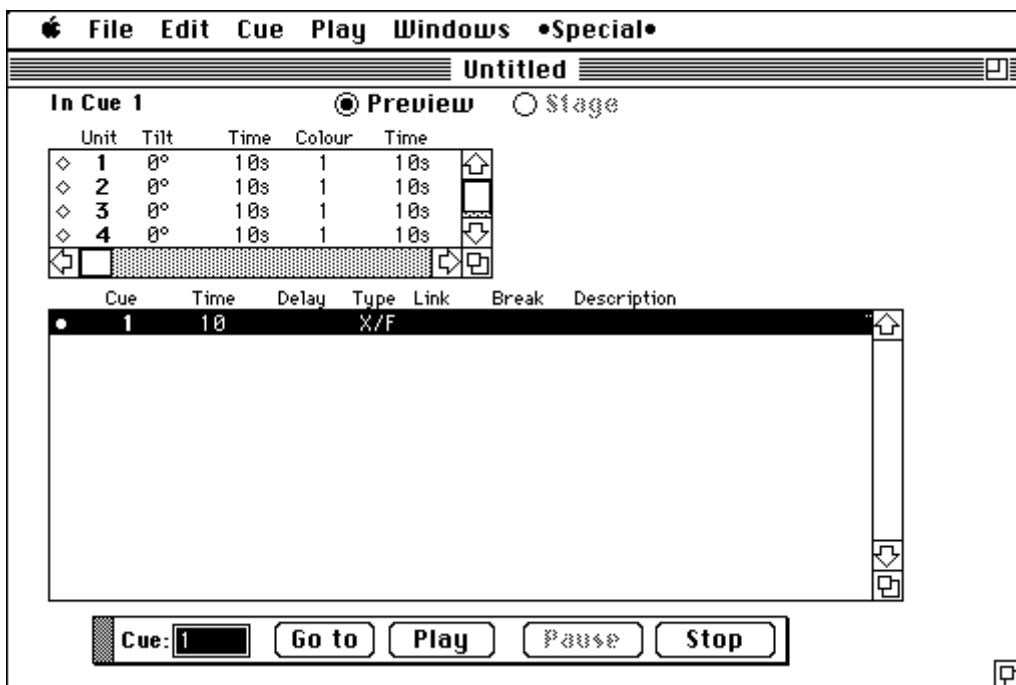 File Edit Cue Play Windows •Special•
Untitled
In Cue 1 Preview Stage
Unit Tilt Time Colour Time
1 0° 10s 1 10s
2 0° 10s 1 10s
3 0° 10s 1 10s
4 0° 10s 1 10s
Cue Time Delay Type Link Break Description
1 10 X/F
Cue: 1 Go to Play Pause Stop